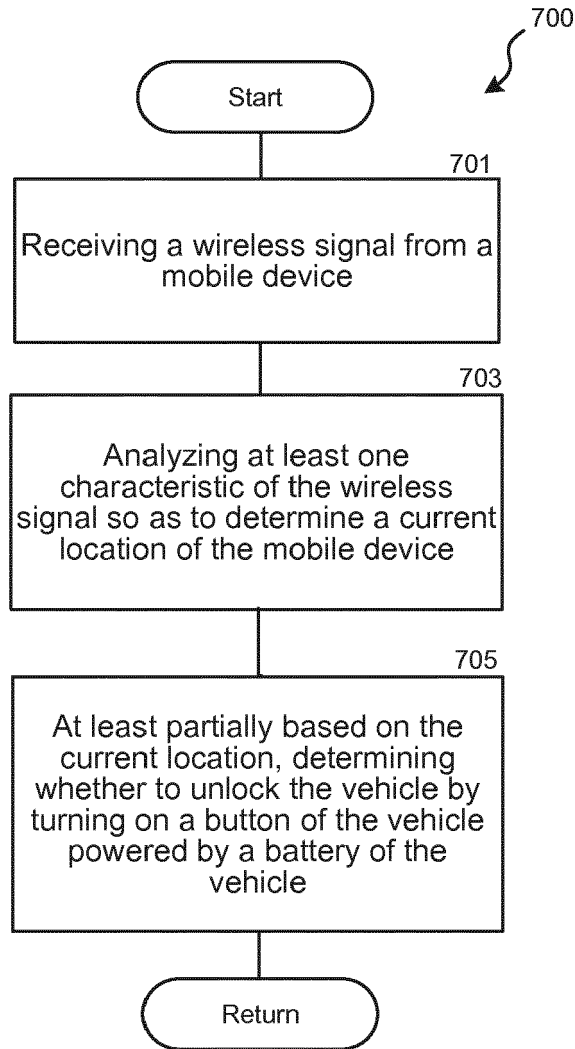 700
Start
701
Receiving a wireless signal from a
mobile device
703
Analyzing at least one
characteristic of the wireless
signal so as to determine a current
location of the mobile device
705
At least partially based on the
current location, determining
whether to unlock the vehicle by
turning on a button of the vehicle
powered by a battery of the
vehicle
Return